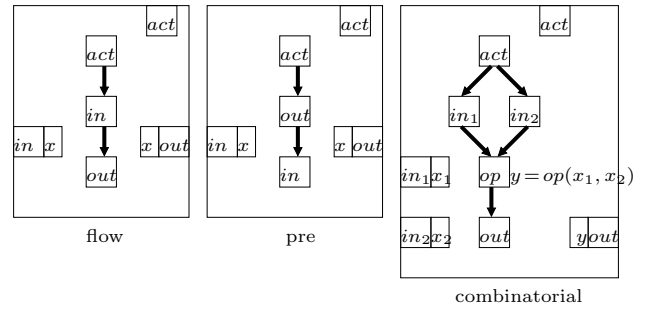 act act act
act act act
in out in₁ in₂
in x x out in x x out in₁ x₁ op y = op(x₁, x₂)
out in in₂ x₂ out y out
flow pre
combinatorial